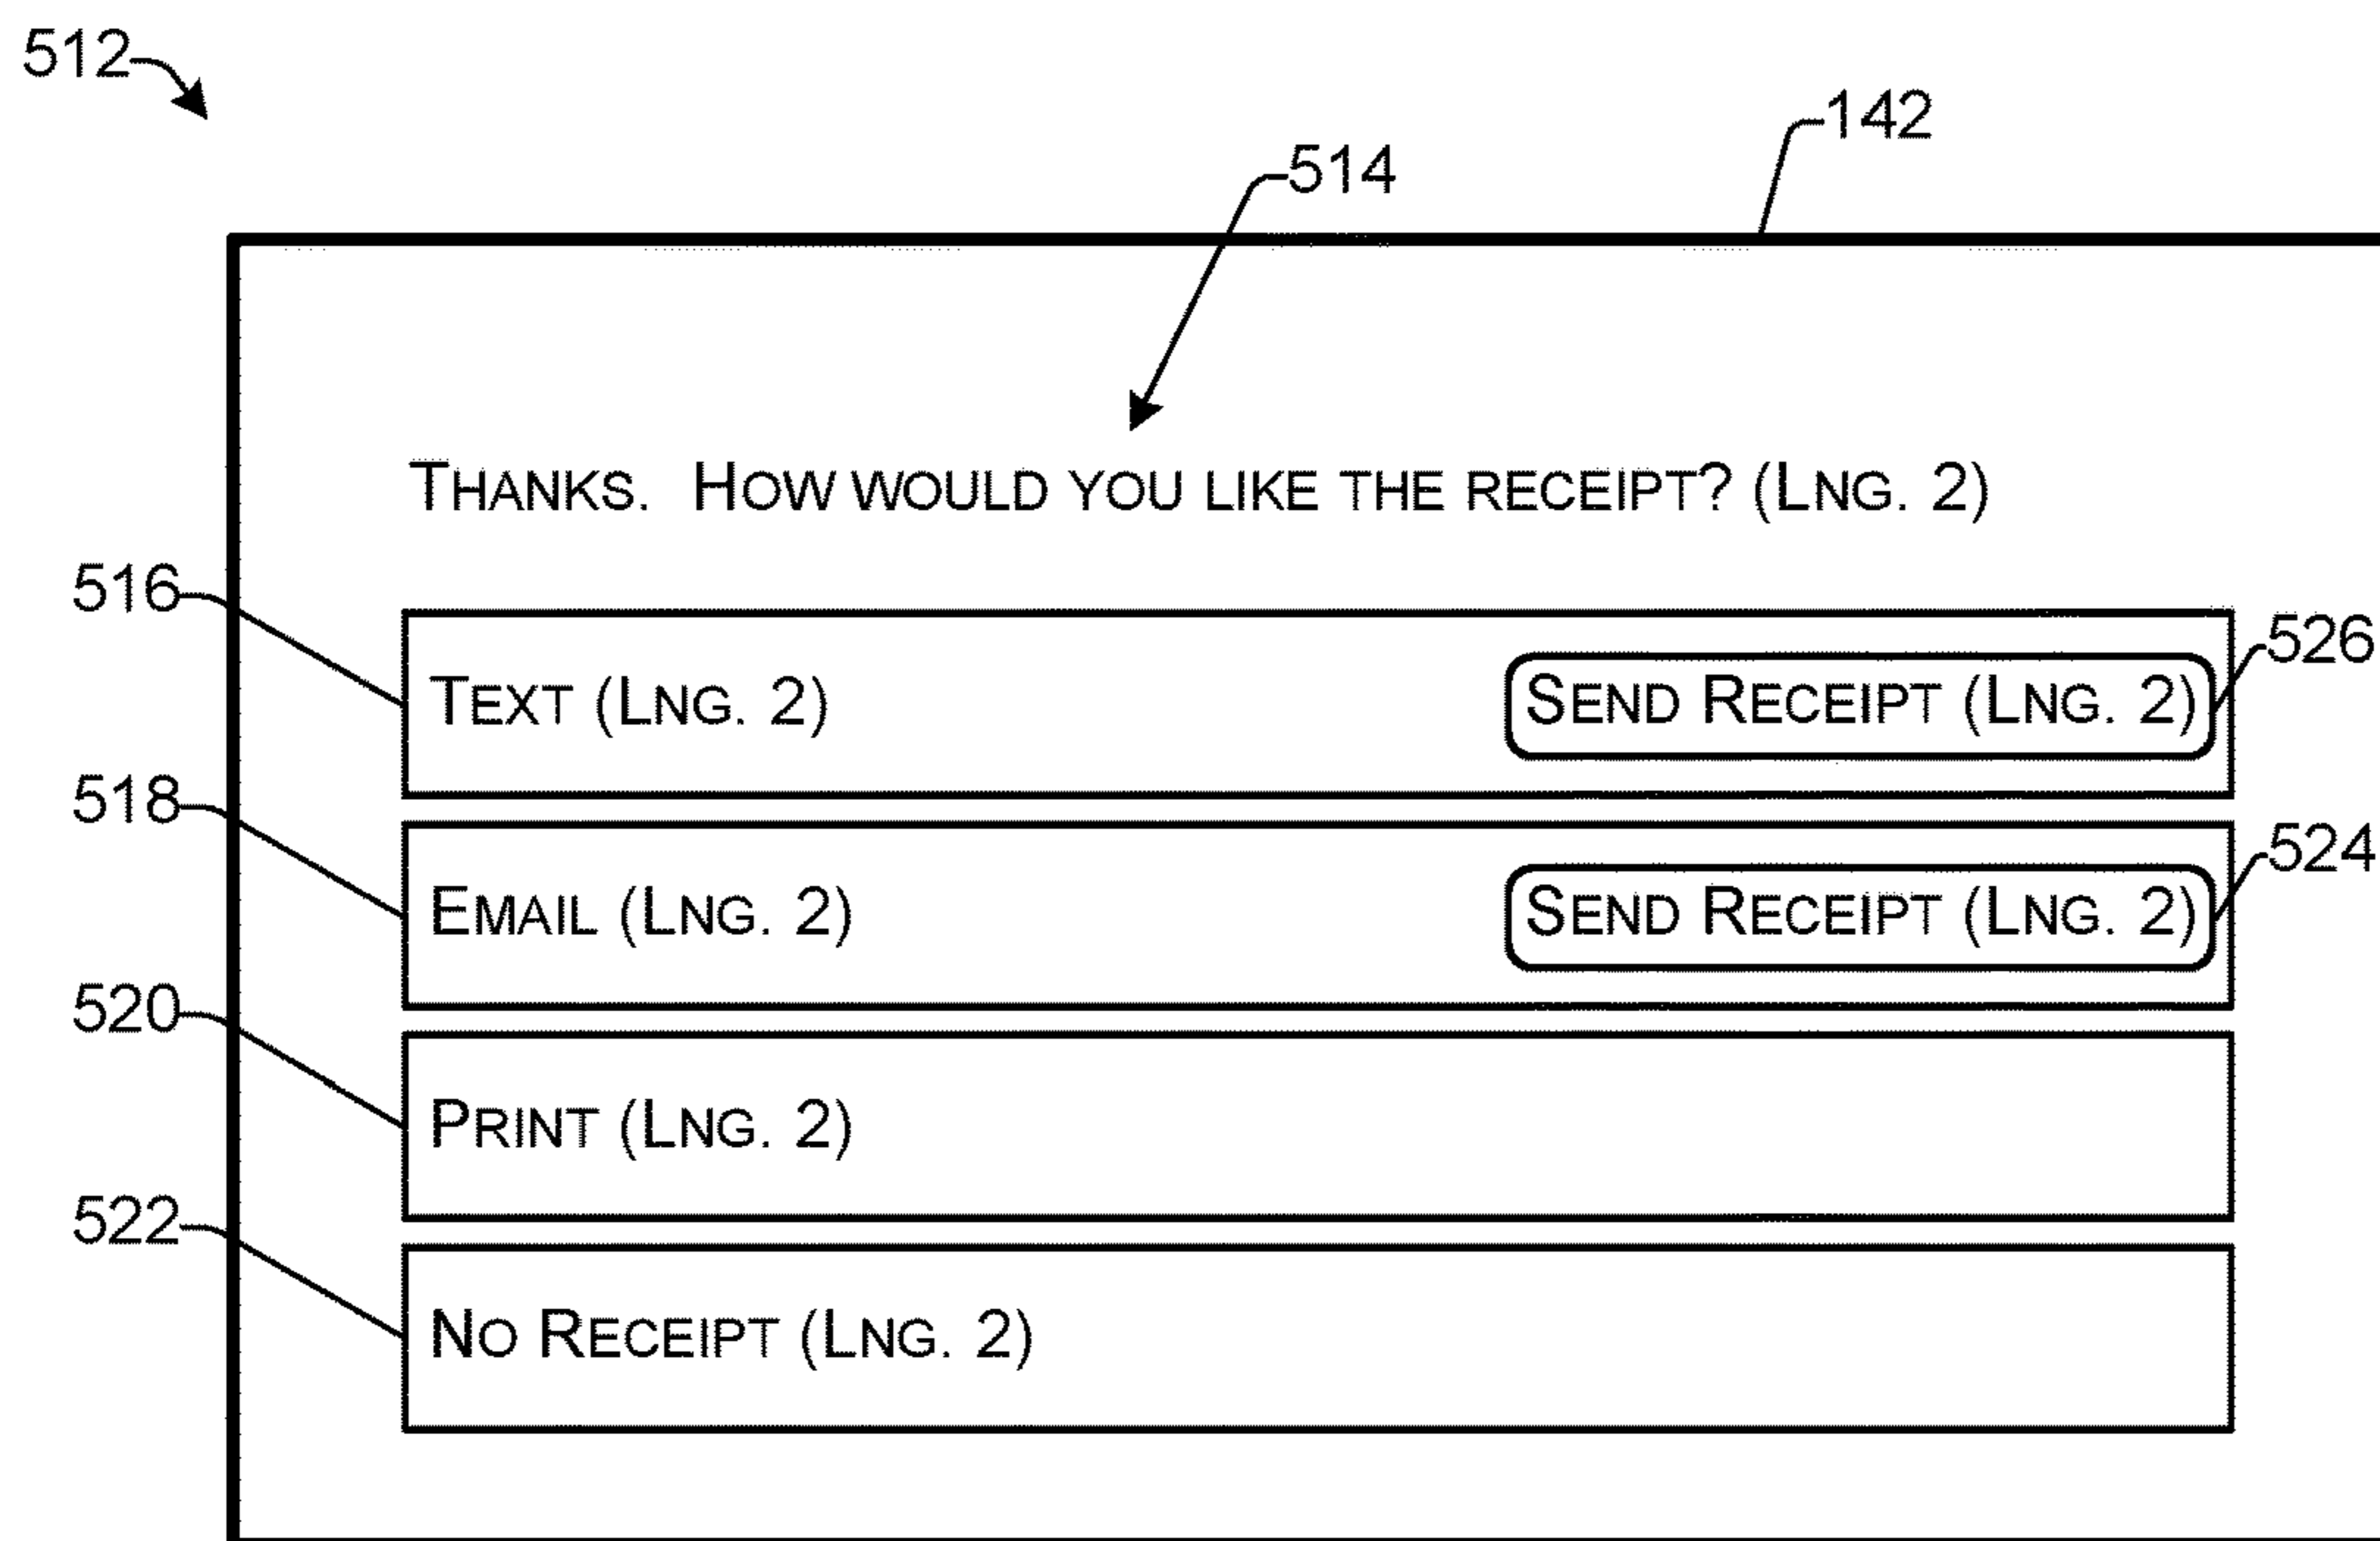 512
142
514
THANKS. HOW WOULD YOU LIKE THE RECEIPT? (LNG. 2)
516
TEXT (LNG. 2) SEND RECEIPT (LNG. 2)
526
518
EMAIL (LNG. 2) SEND RECEIPT (LNG. 2)
524
520
PRINT (LNG. 2)
522
NO RECEIPT (LNG. 2)